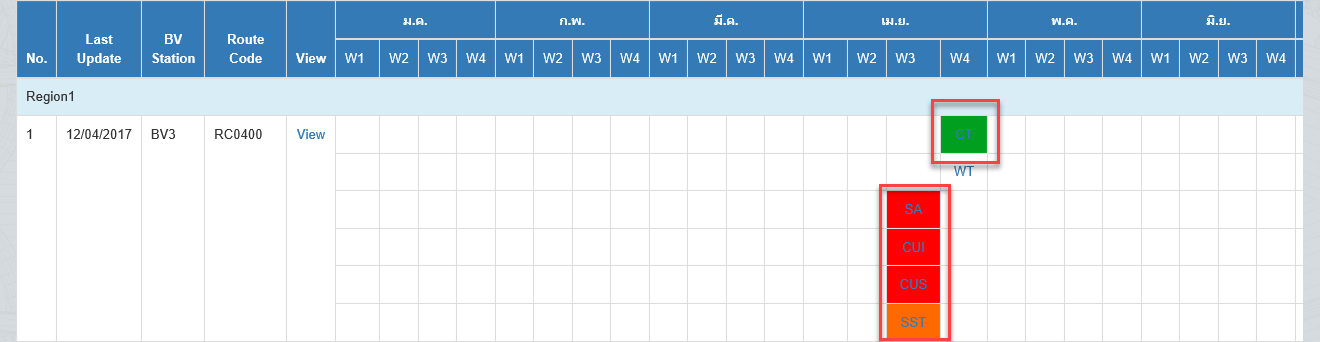 No. Last Update BV Station Route Code View ม.ค. ก.พ. มี.ค. เม.ย. พ.ค. มิ.ย.
W1 W2 W3 W4 W1 W2 W3 W4 W1 W2 W3 W4 W1 W2 W3 W4 W1 W2 W3 W4 W1 W2 W3 W4
Region1
1 12/04/2017 BV3 RC0400 View CT
WT
SA
CUI
CUS
SST